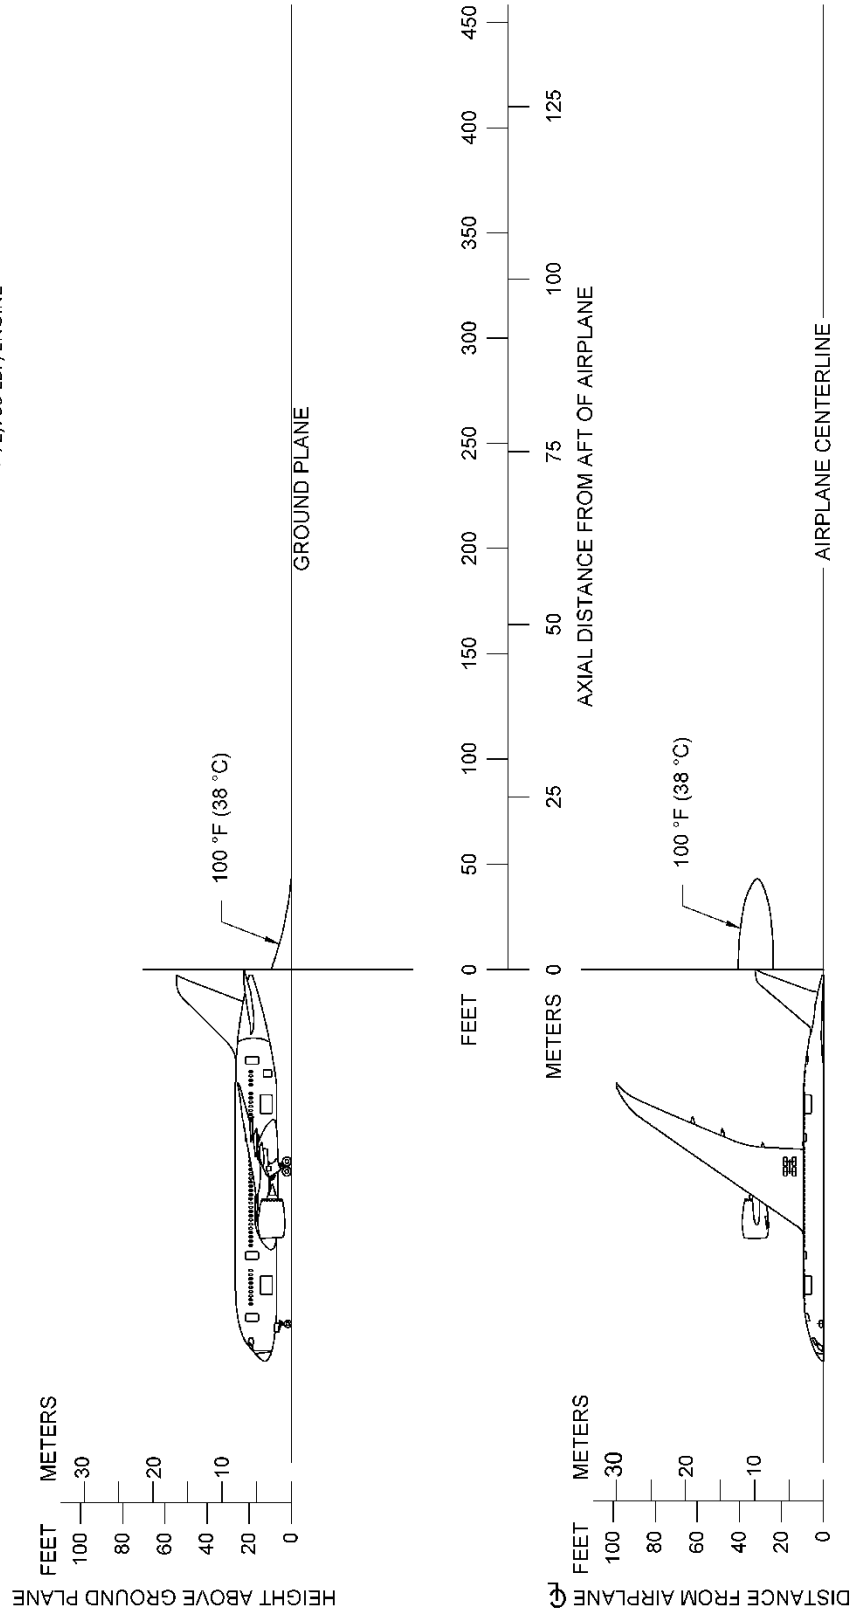 HEIGHT ABOVE GROUND PLANE
FEET METERS
100
30
80
20
60
40
10
20
0
100 °F (38 °C)
GROUND PLANE
FEET 0 50 100 150 200 250 300 350 400 450
METERS 0 25 50 75 100 125
AXIAL DISTANCE FROM AFT OF AIRPLANE
DISTANCE FROM AIRPLANE ℄
FEET METERS
100
30
80
20
60
40
10
20
0
100 °F (38 °C)
AIRPLANE CENTERLINE